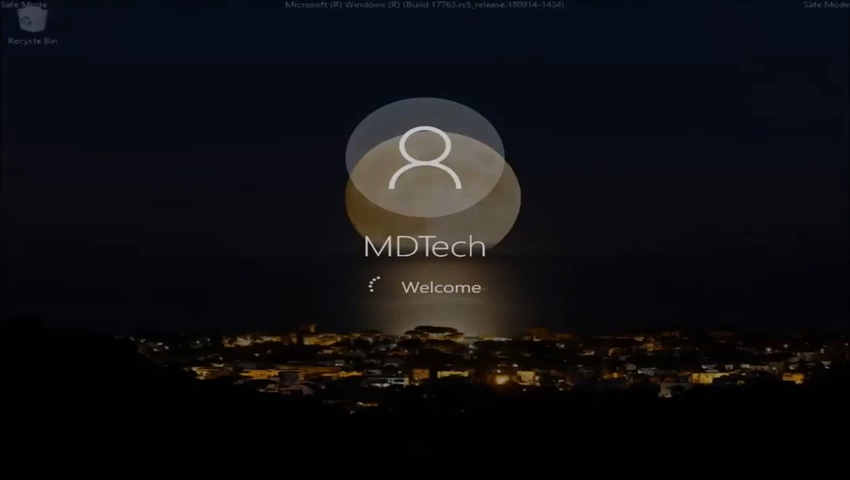 Safe Mode
Microsoft (R) Windows (R) (Build 17763.rs5_release.180914-1434)
Safe Mode
Recycle Bin
MDTech
Welcome